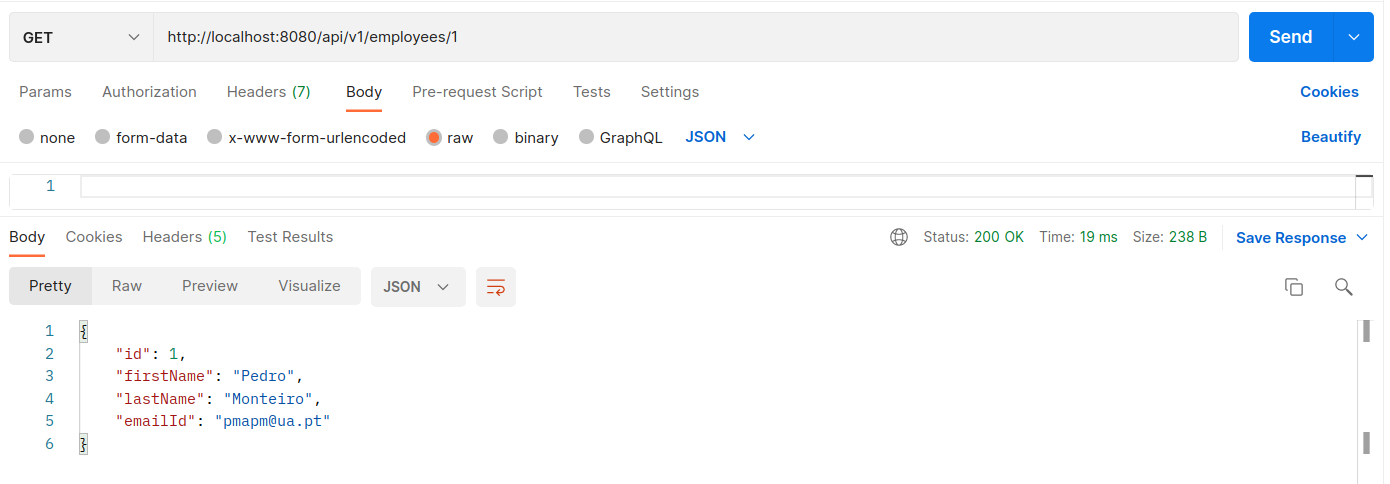 GET http://localhost:8080/api/v1/employees/1 Send
Params Authorization Headers (7) Body Pre-request Script Tests Settings Cookies
none form-data x-www-form-urlencoded raw binary GraphQL JSON Beautify
1
Body Cookies Headers (5) Test Results Status: 200 OK Time: 19 ms Size: 238 B Save Response
Pretty Raw Preview Visualize JSON
1 {
2 "id": 1,
3 "firstName": "Pedro",
4 "lastName": "Monteiro",
5 "emailId": "pmapm@ua.pt"
6 }